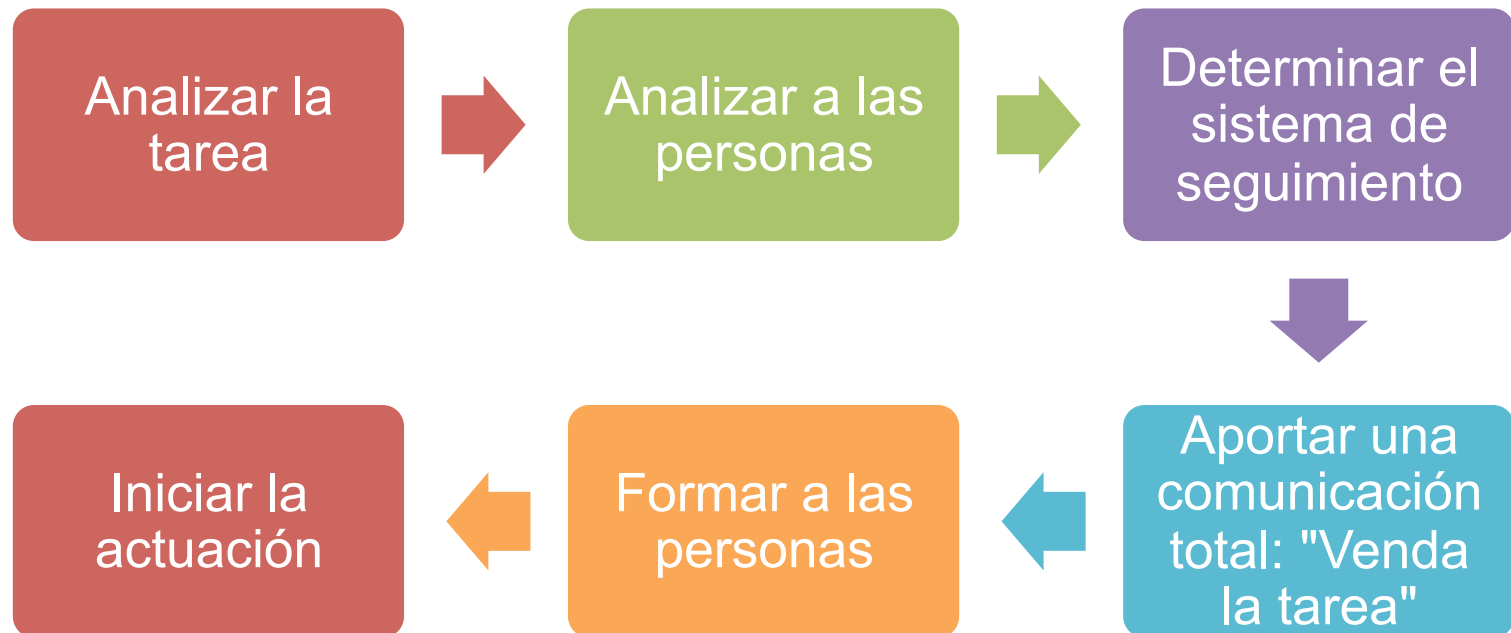 Analizar la
tarea
Analizar a las
personas
Determinar el
sistema de
seguimiento
Aportar una
comunicación
total: "Venda
la tarea"
Formar a las
personas
Iniciar la
actuación